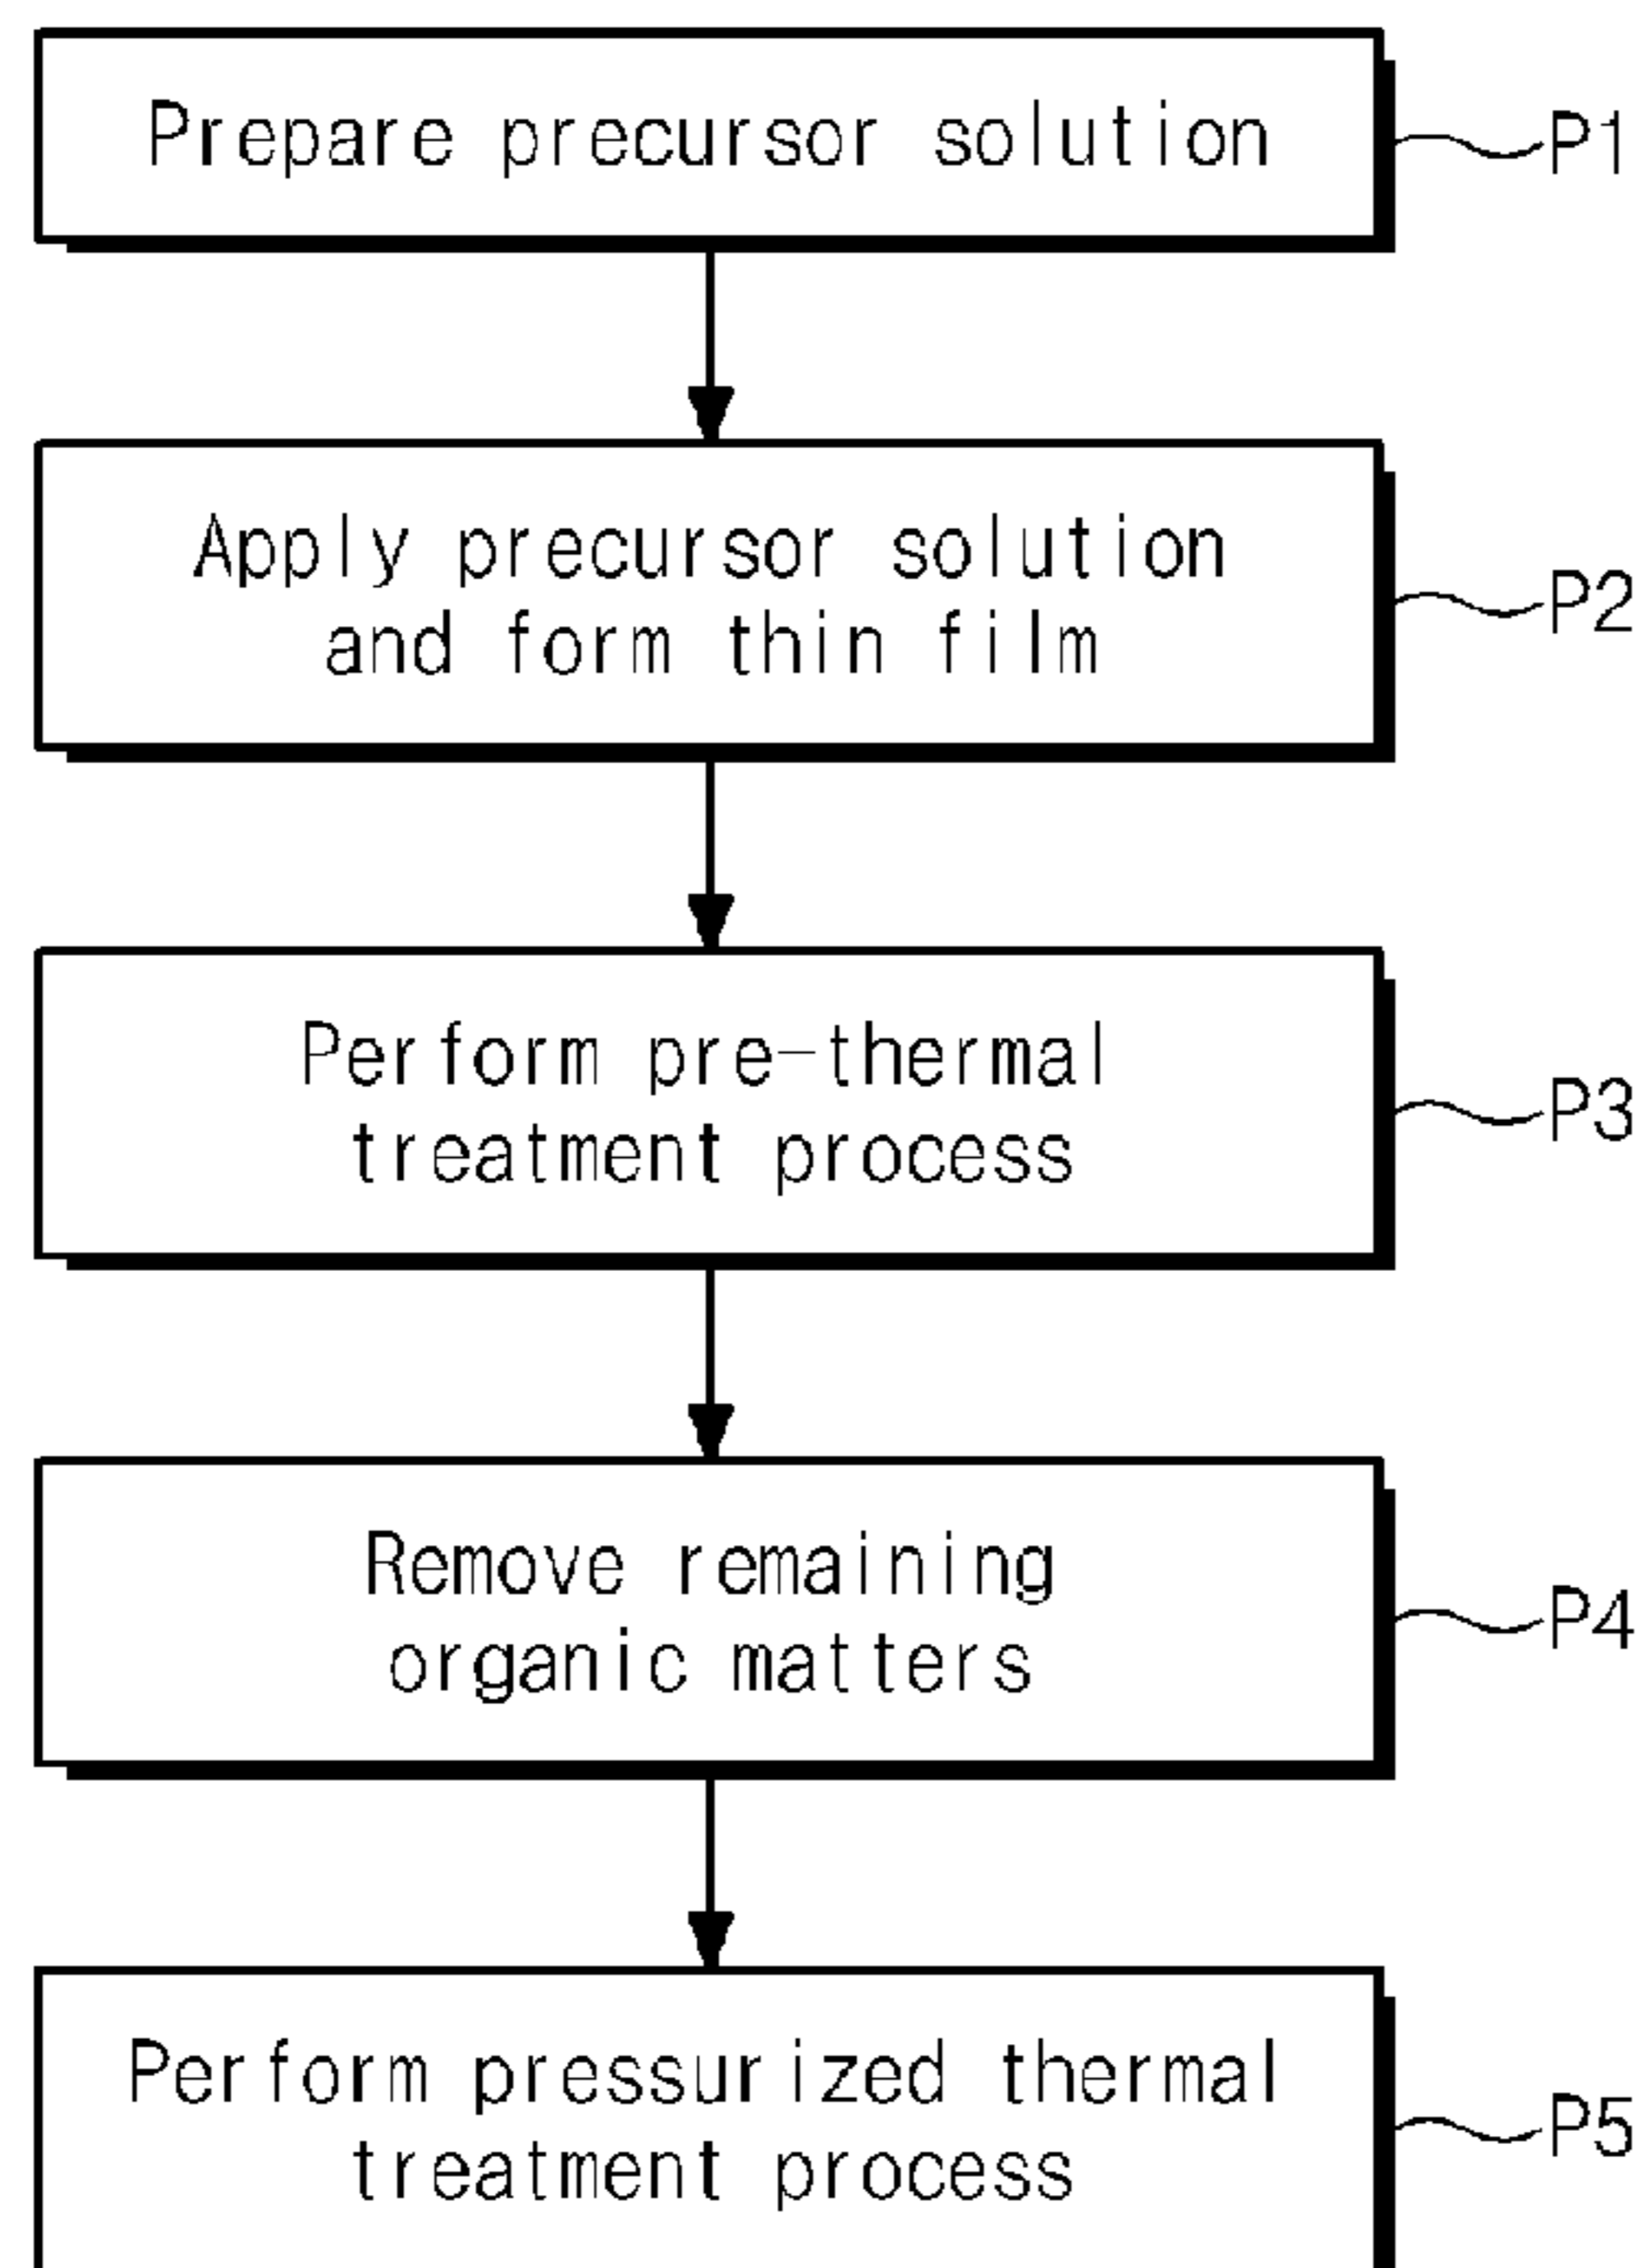 Prepare precursor solution
P1
Apply precursor solution
and form thin film
P2
Perform pre-thermal
treatment process
P3
Remove remaining
organic matters
P4
Perform pressurized thermal
treatment process
P5